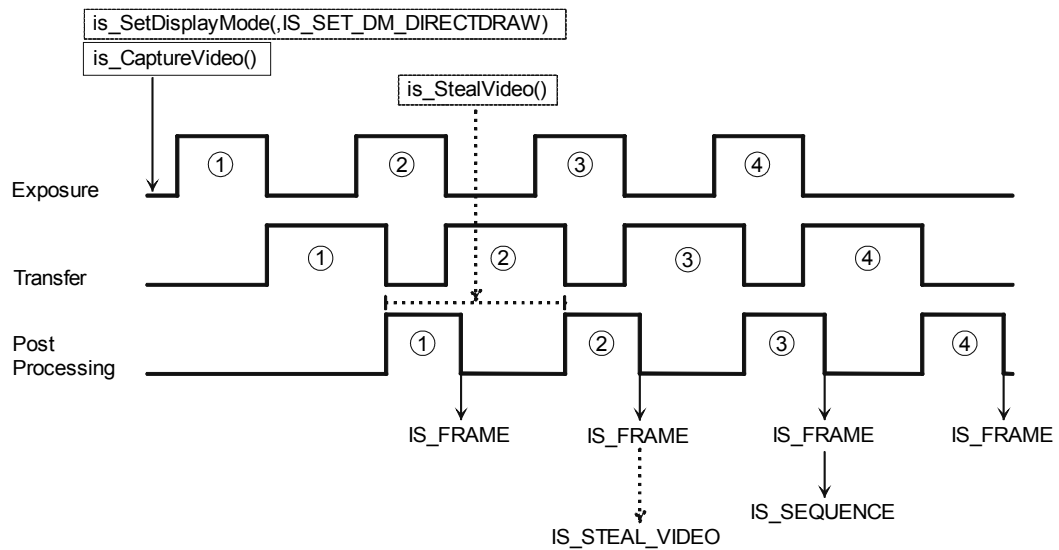 is_SetDisplayMode(,IS_SET_DM_DIRECTDRAW)
is_CaptureVideo()
is_StealVideo()
Exposure
1 2 3 4
Transfer
1 2 3 4
Post
Processing
1 2 3 4
IS_FRAME IS_FRAME IS_FRAME IS_FRAME
IS_SEQUENCE
IS_STEAL_VIDEO